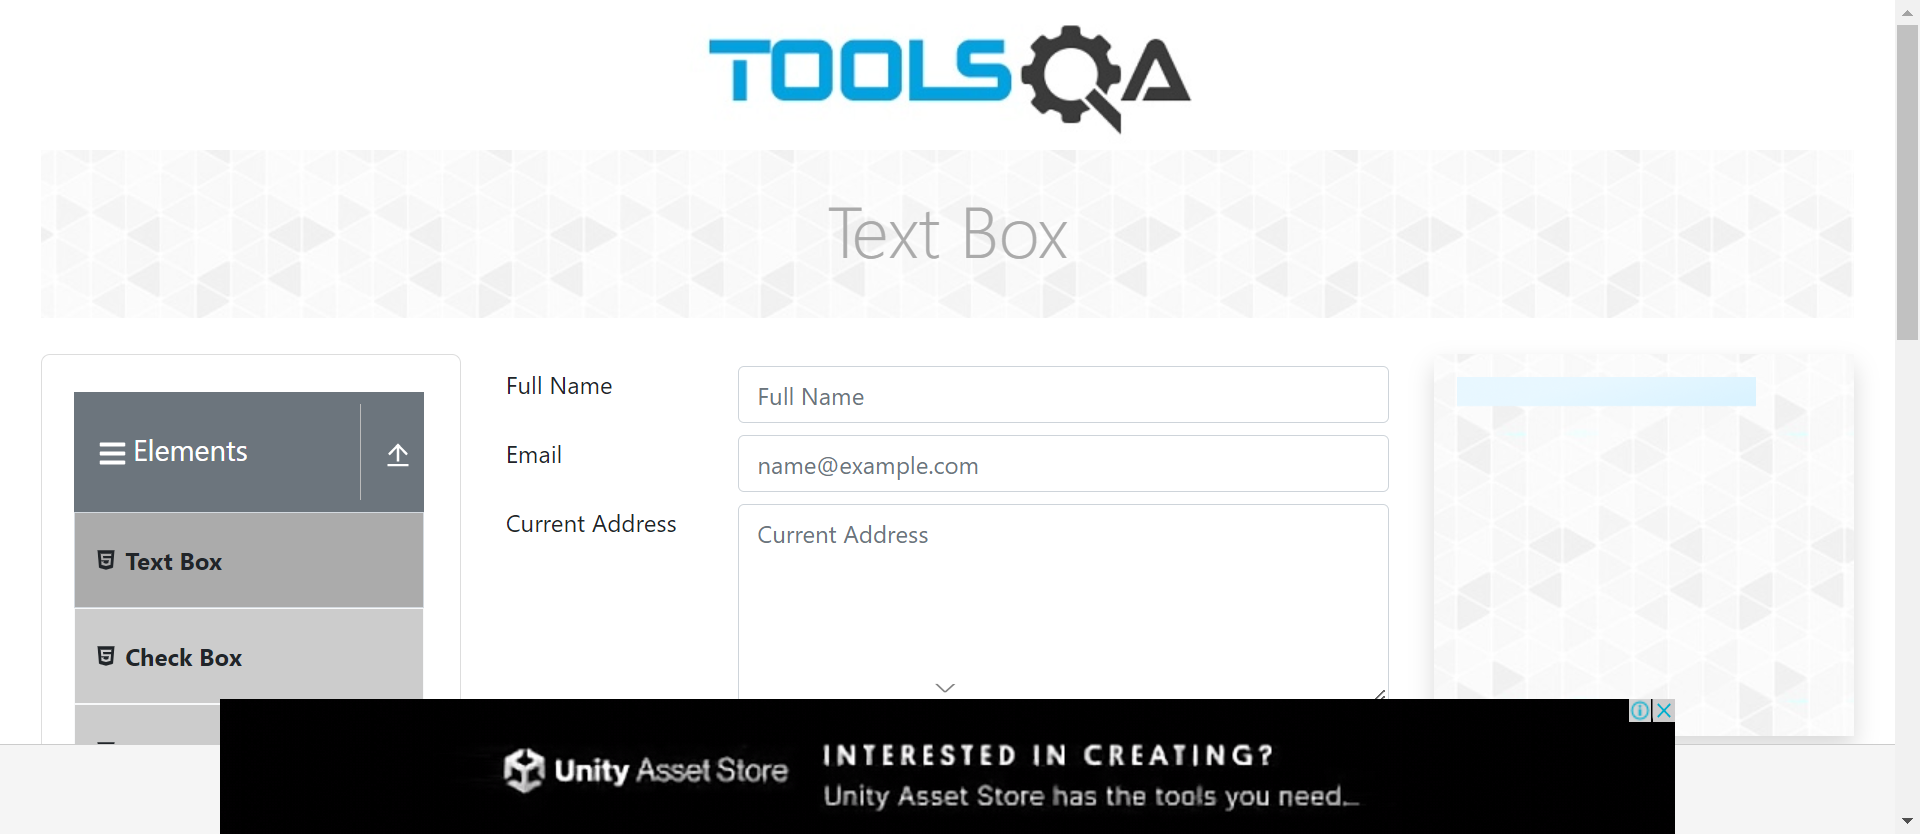 TOOLSQA
Text Box
Elements
Text Box
Check Box
Full Name
Full Name
Email
name@example.com
Current Address
Current Address
Unity Asset Store
INTERESTED IN CREATING?
Unity Asset Store has the tools you need...